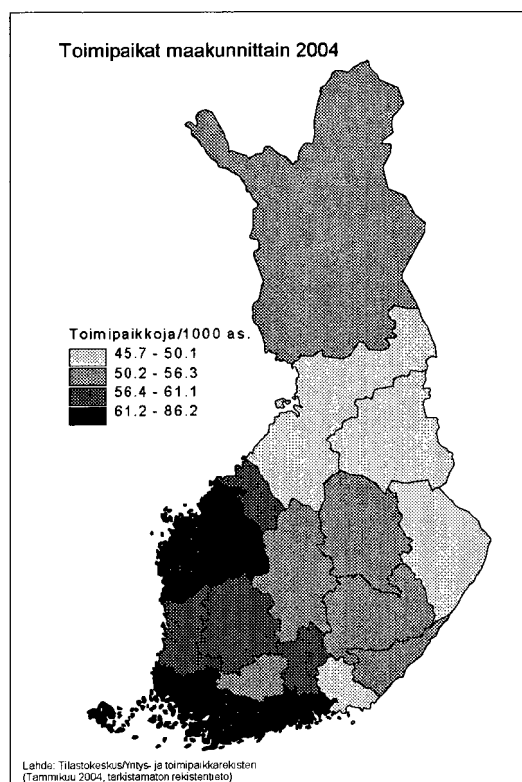 Toimipaikat maakunnittain 2004
Toimipaikkoja/1000 as.
45.7 - 50.1
50.2 - 56.3
56.4 - 61.1
61.2 - 86.2
Lähde: Tilastokeskus/Yritys- ja toimipaikkarekisteri
(Tammikuu 2004, tarkistamaton rekisteritieto)